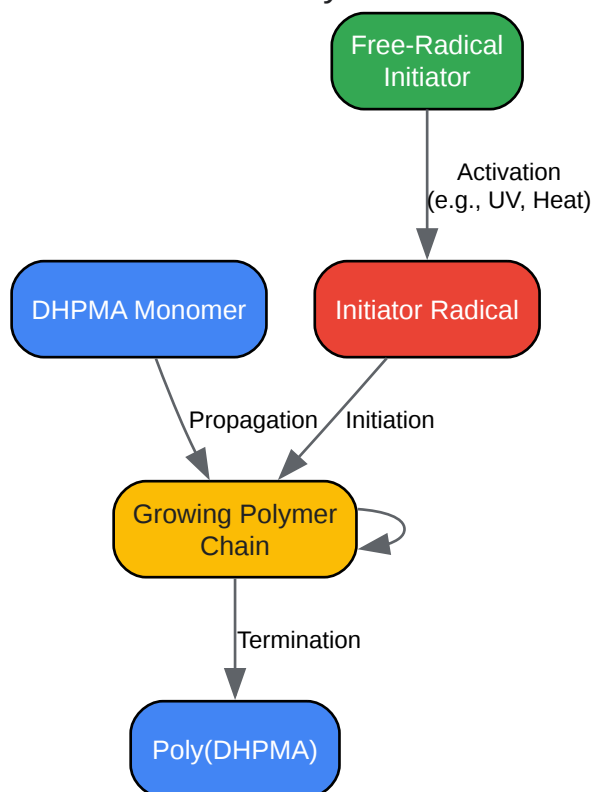 Free-Radical
Initiator
Activation
(e.g., UV, Heat)
DHPMA Monomer
Initiator Radical
Propagation
Initiation
Growing Polymer
Chain
Termination
Poly(DHPMA)